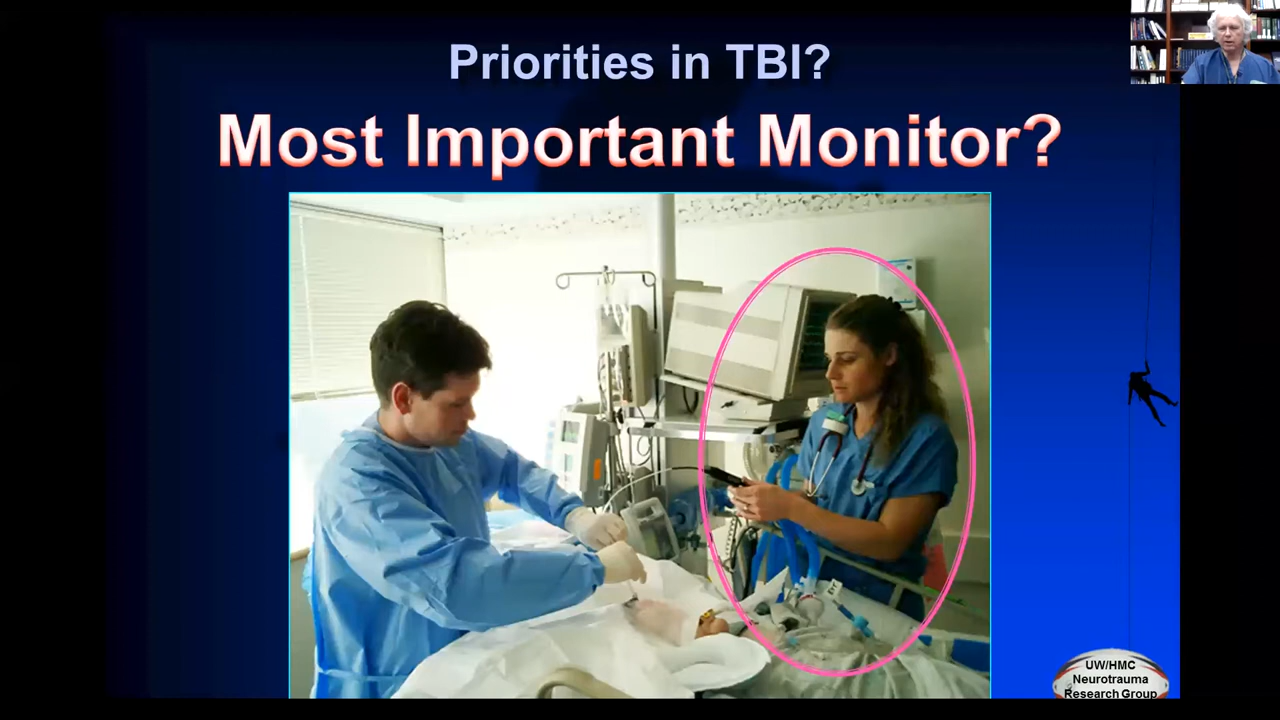 Priorities in TBI?
Most Important Monitor?
UW/HMC
Neurotrauma
Research Group